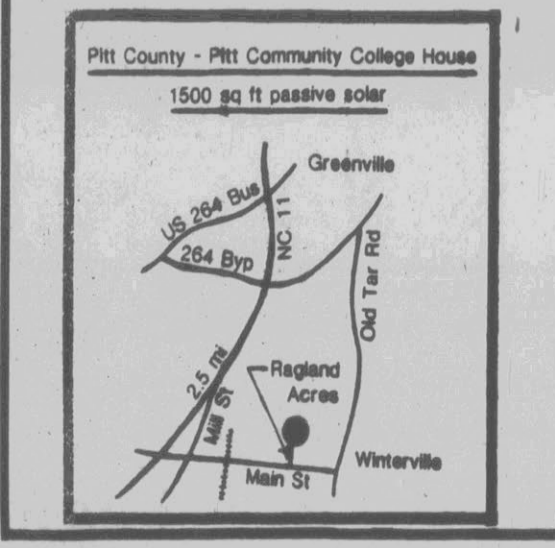 Pitt County - Pitt Community College House
1500 sq ft passive solar
Greenville
US 264 Bus
NC 11
264 Byp
Old Tar Rd
2.5 mi
Ragland
Acres
Mill St
Winterville
Main St